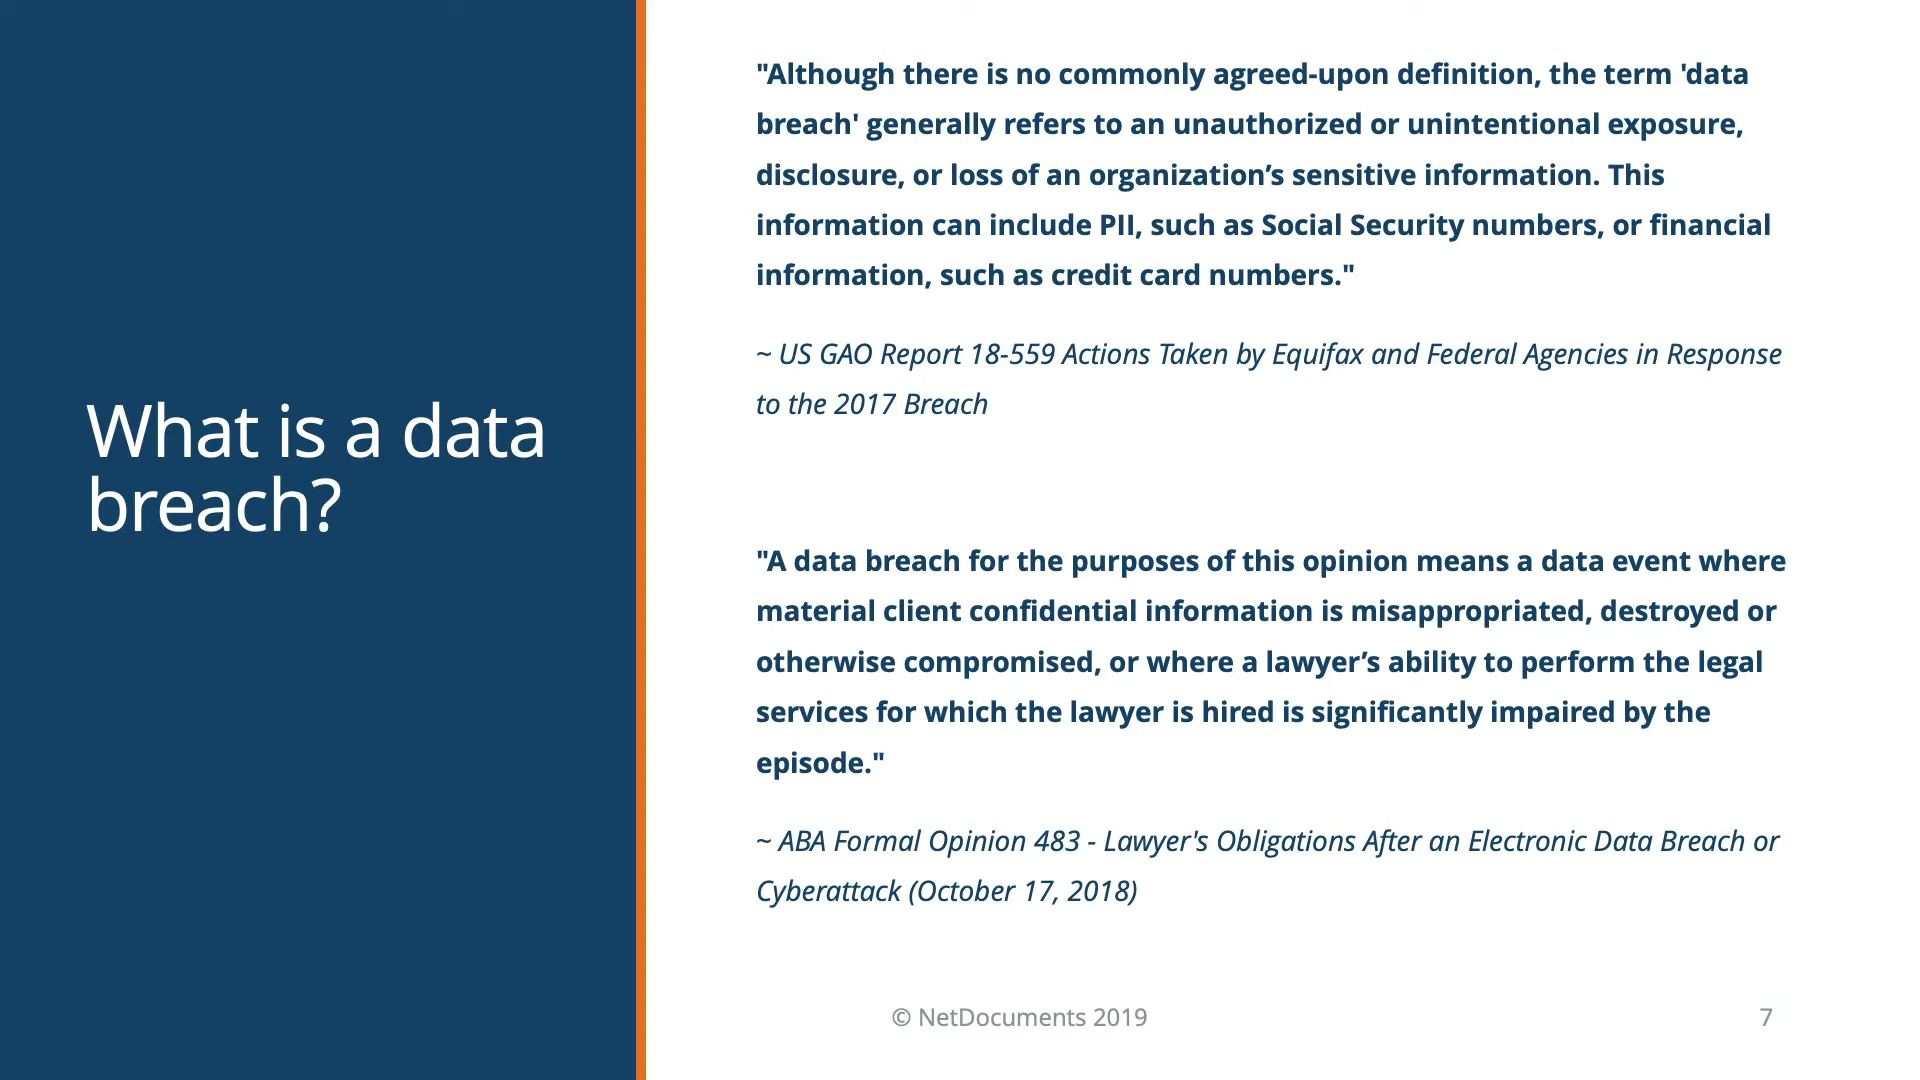 What is a data
breach?
"Although there is no commonly agreed-upon definition, the term 'data
breach' generally refers to an unauthorized or unintentional exposure,
disclosure, or loss of an organization’s sensitive information. This
information can include PII, such as Social Security numbers, or financial
information, such as credit card numbers."
~ US GAO Report 18-559 Actions Taken by Equifax and Federal Agencies in Response
to the 2017 Breach
"A data breach for the purposes of this opinion means a data event where
material client confidential information is misappropriated, destroyed or
otherwise compromised, or where a lawyer’s ability to perform the legal
services for which the lawyer is hired is significantly impaired by the
episode."
~ ABA Formal Opinion 483 - Lawyer's Obligations After an Electronic Data Breach or
Cyberattack (October 17, 2018)
© NetDocuments 2019
7